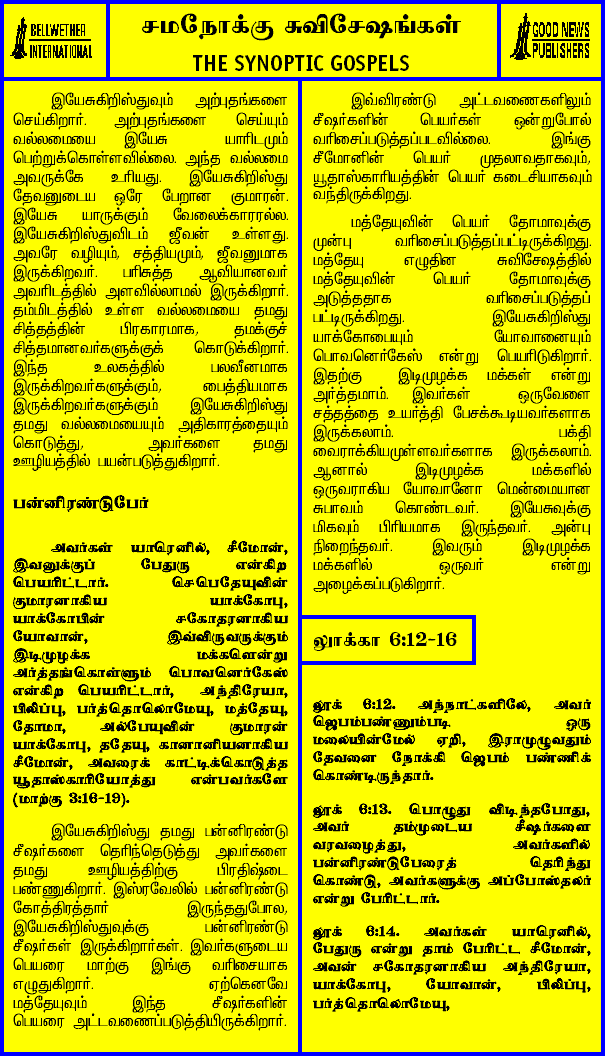 BELLWETHER
INTERNATIONAL
சமநோக்கு சுவிசேஷங்கள்
THE SYNOPTIC GOSPELS
GOOD NEWS
PUBLISHERS
இயேசுகிறிஸ்துவும் அற்புதங்களை
செய்கிறார். அற்புதங்களை செய்யும்
வல்லமையை இயேசு யாரிடமும்
பெற்றுக்கொள்ளவில்லை. அந்த வல்லமை
அவருக்கே உரியது. இயேசுகிறிஸ்து
தேவனுடைய ஒரே பேறான குமாரன்.
இயேசு யாருக்கும் வேலைக்காரரல்ல.
இயேசுகிறிஸ்துவிடம் ஜீவன் உள்ளது.
அவரே வழியும், சத்தியமும், ஜீவனுமாக
இருக்கிறவர். பரிசுத்த ஆவியானவர்
அவரிடத்தில் அளவில்லாமல் இருக்கிறார்.
தம்மிடத்தில் உள்ள வல்லமையை தமது
சித்தத்தின் பிரகாரமாக, தமக்குச்
சித்தமானவர்களுக்குக் கொடுக்கிறார்.
இந்த உலகத்தில் பலவீனமாக
இருக்கிறவர்களுக்கும், பைத்தியமாக
இருக்கிறவர்களுக்கும் இயேசுகிறிஸ்து
தமது வல்லமையையும் அதிகாரத்தையும்
கொடுத்து, அவர்களை தமது
ஊழியத்தில் பயன்படுத்துகிறார்.
பன்னிரண்டுபேர்
அவர்கள் யாரெனில், சீமோன்,
இவனுக்குப் பேதுரு என்கிற
பெயரிட்டார். செபெதேயுவின்
குமாரனாகிய யாக்கோபு,
யாக்கோபின் சகோதரனாகிய
யோவான், இவ்விருவருக்கும்
இடிமுழக்க மக்களென்று
அர்த்தங்கொள்ளும் பொவனெர்கேஸ்
என்கிற பெயரிட்டார், அந்திரேயா,
பிலிப்பு, பர்த்தொலொமேயு, மத்தேயு,
தோமா, அல்பேயுவின் குமாரன்
யாக்கோபு, ததேயு, கானானியனாகிய
சீமோன், அவரைக் காட்டிக்கொடுத்த
யூதாஸ்காரியோத்து என்பவர்களே
(மாற்கு 3:16-19).
இயேசுகிறிஸ்து தமது பன்னிரண்டு
சீஷர்களை தெரிந்தெடுத்து அவர்களை
தமது ஊழியத்திற்கு பிரதிஷ்டை
பண்ணுகிறார். இஸ்ரவேலில் பன்னிரண்டு
கோத்திரத்தார் இருந்ததுபோல,
இயேசுகிறிஸ்துவுக்கு பன்னிரண்டு
சீஷர்கள் இருக்கிறார்கள். இவர்களுடைய
பெயரை மாற்கு இங்கு வரிசையாக
எழுதுகிறார். ஏற்கெனவே
மத்தேயுவும் இந்த சீஷர்களின்
பெயரை அட்டவணைப்படுத்தியிருக்கிறார்.
இவ்விரண்டு அட்டவணைகளிலும்
சீஷர்களின் பெயர்கள் ஒன்றுபோல்
வரிசைப்படுத்தப்படவில்லை. இங்கு
சீமோனின் பெயர் முதலாவதாகவும்,
யூதாஸ்காரியத்தின் பெயர் கடைசியாகவும்
வந்திருக்கிறது.
மத்தேயுவின் பெயர் தோமாவுக்கு
முன்பு வரிசைப்படுத்தப்பட்டிருக்கிறது.
மத்தேயு எழுதின சுவிசேஷத்தில்
மத்தேயுவின் பெயர் தோமாவுக்கு
அடுத்ததாக வரிசைப்படுத்தப்
பட்டிருக்கிறது. இயேசுகிறிஸ்து
யாக்கோபையும் யோவானையும்
பொவனெர்கேஸ் என்று பெயரிடுகிறார்.
இதற்கு இடிமுழக்க மக்கள் என்று
அர்த்தமாம். இவர்கள் ஒருவேளை
சத்தத்தை உயர்த்தி பேசக்கூடியவர்களாக
இருக்கலாம். பக்தி
வைராக்கியமுள்ளவர்களாக இருக்கலாம்.
ஆனால் இடிமுழக்க மக்களில்
ஒருவராகிய யோவானோ மென்மையான
சுபாவம் கொண்டவர். இயேசுவுக்கு
மிகவும் பிரியமாக இருந்தவர். அன்பு
நிறைந்தவர். இவரும் இடிமுழக்க
மக்களில் ஒருவர் என்று
அழைக்கப்படுகிறார்.
லூக்கா 6:12-16
லூக் 6:12. அந்நாட்களிலே, அவர்
ஜெபம்பண்ணும்படி ஒரு
மலையின்மேல் ஏறி, இராமுழுவதும்
தேவனை நோக்கி ஜெபம் பண்ணிக்
கொண்டிருந்தார்.
லூக் 6:13. பொழுது விடிந்தபோது,
அவர் தம்முடைய சீஷர்களை
வரவழைத்து, அவர்களில்
பன்னிரண்டுபேரைத் தெரிந்து
கொண்டு, அவர்களுக்கு அப்போஸ்தலர்
என்று பேரிட்டார்.
லூக் 6:14. அவர்கள் யாரெனில்,
பேதுரு என்று தாம் பேரிட்ட சீமோன்,
அவன் சகோதரனாகிய அந்திரேயா,
யாக்கோபு, யோவான், பிலிப்பு,
பர்த்தொலொமேயு,